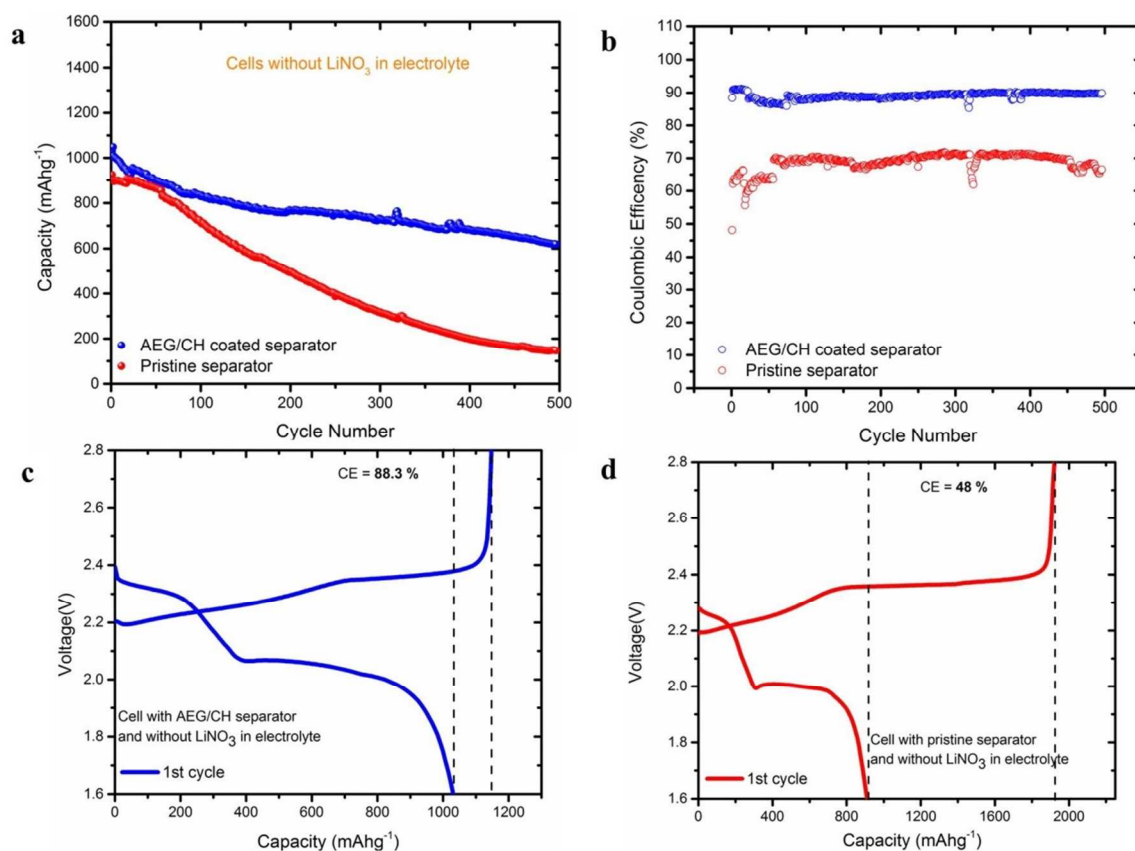 a
1600
1400
1200
1000
800
600
400
200
0
Capacity (mAhg⁻¹)
Cells without LiNO₃ in electrolyte
AEG/CH coated separator
Pristine separator
0 100 200 300 400 500
Cycle Number
b
100
90
80
70
60
50
40
30
20
10
0
Coulombic Efficency (%)
AEG/CH coated separator
Pristine separator
0 100 200 300 400 500
Cycle Number
c
2.8
2.6
2.4
2.2
2.0
1.8
1.6
Voltage(V)
CE = 88.3 %
Cell with AEG/CH separator
and without LiNO₃ in electrolyte
1st cycle
0 200 400 600 800 1000 1200
Capacity (mAhg⁻¹)
d
2.8
2.6
2.4
2.2
2.0
1.8
1.6
Voltage(V)
CE = 48 %
Cell with pristine separator
and without LiNO₃ in electrolyte
1st cycle
0 400 800 1200 1600 2000
Capacity (mAhg⁻¹)